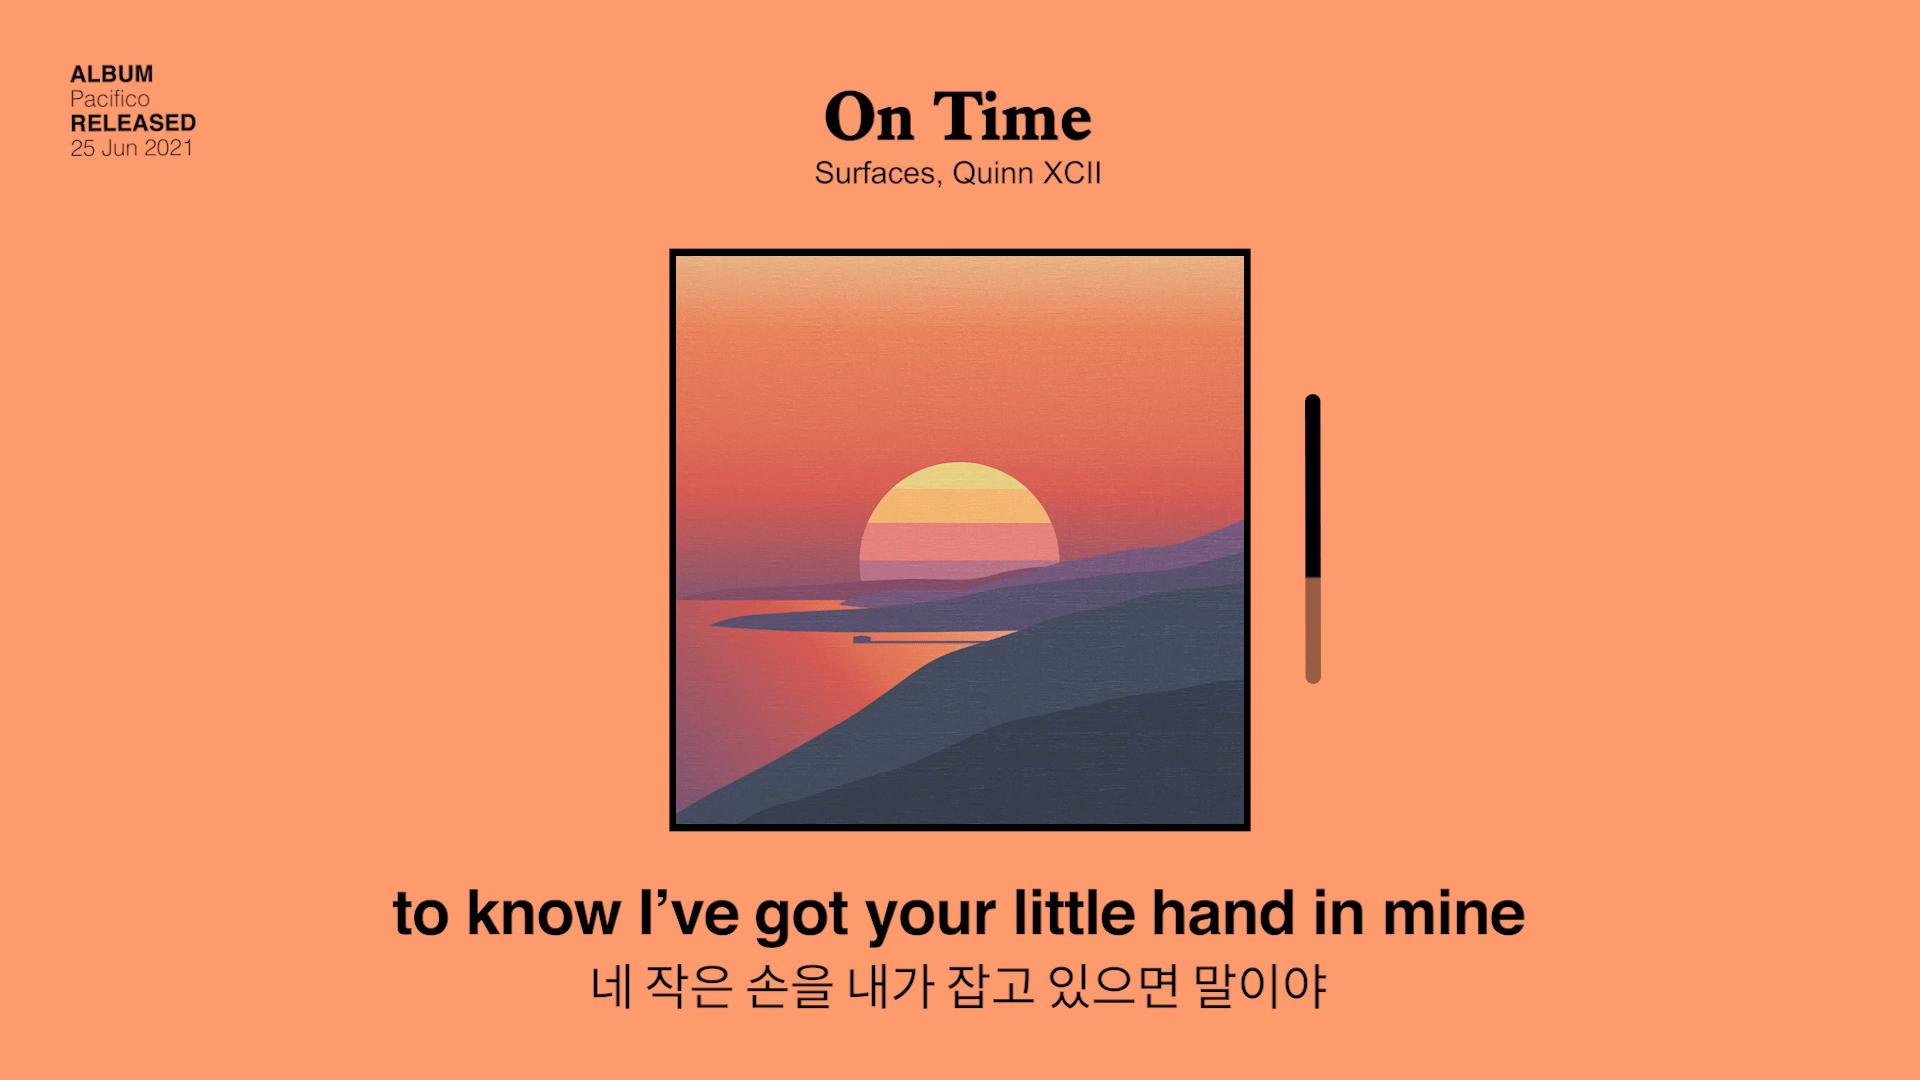 ALBUM
Pacifico
RELEASED
25 Jun 2021
On Time
Surfaces, Quinn XCII
to know I’ve got your little hand in mine
네 작은 손을 내가 잡고 있으면 말이야